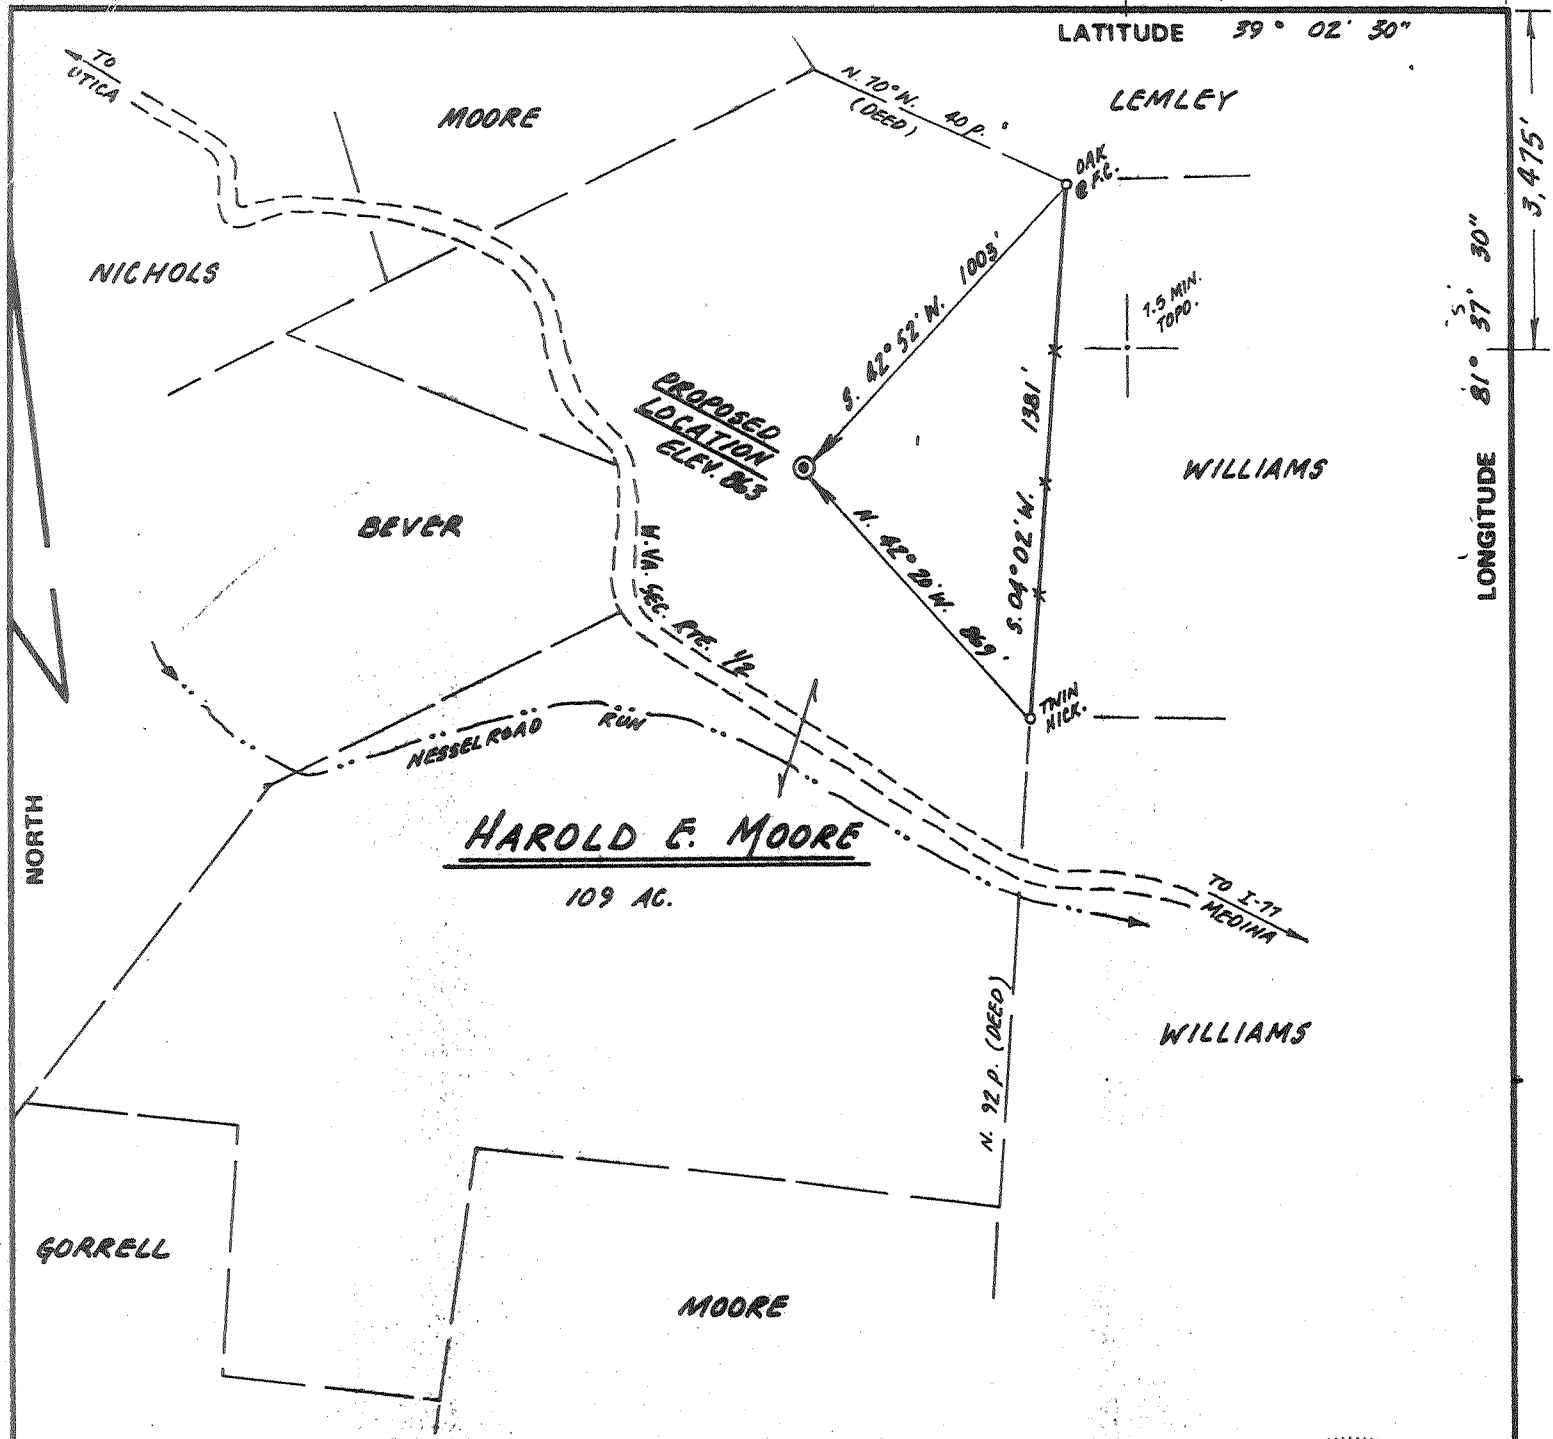 LATITUDE 39° 02' 30"
TO
UTICA
MOORE
N. 70° W. 40 P.
(DEED)
LEMLEY
OAK
@ F.C.
3,475'
NICHOLS
S. 42° 52' W. 1003'
7.5 MIN.
TOPO.
LONGITUDE 81° 37' 30"
S
PROPOSED
LOCATION
ELEV. 863
S. 04° 02' W. 1381'
WILLIAMS
BEVER
N. 42° 20' W. 869'
W. VA. SEC. RTE. 1/2
TWIN
HICK.
NESSELROAD RUN
NORTH
HAROLD E. MOORE
109 AC.
TO I-77
MEDINA
N. 92 P. (DEED)
WILLIAMS
GORRELL
MOORE